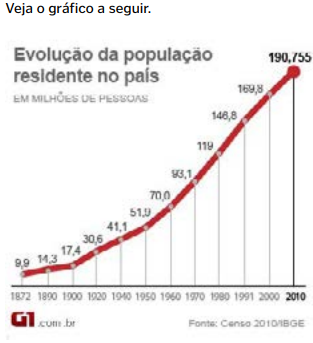 Veja o gráfico a seguir.
Evolução da população
residente no país
EM MILHÕES DE PESSOAS
190,755
169,8
146,8
119
93,1
70,0
51,9
41,1
30,6
17,4
14,3
9,9
1872 1890 1900 1920 1940 1950 1960 1970 1980 1991 2000 2010
G1 .com.br
Fonte: Censo 2010/IBGE